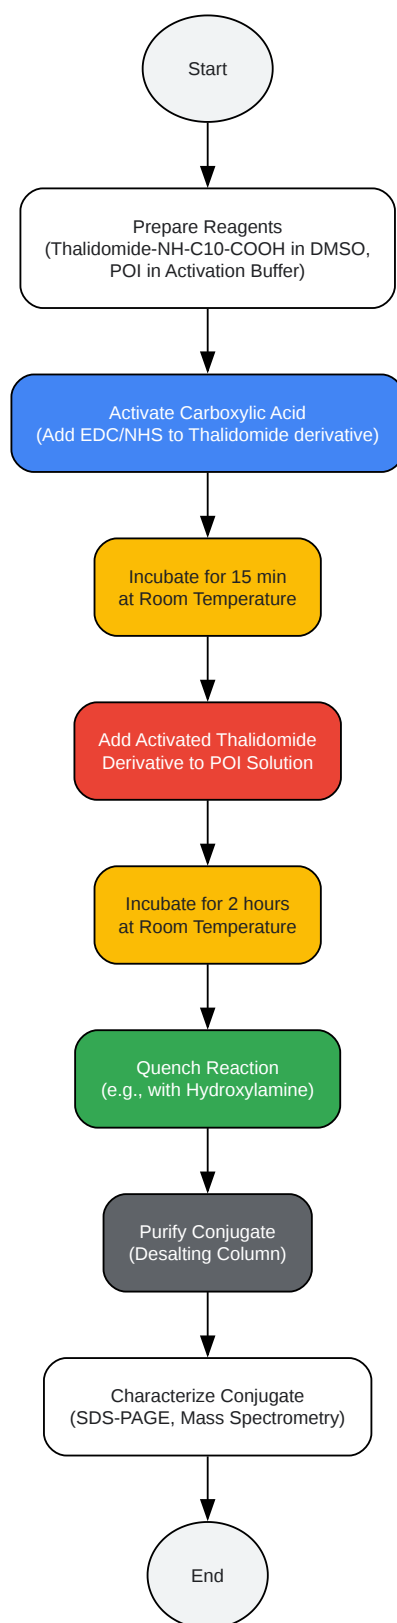 Start
Prepare Reagents
(Thalidomide-NH-C10-COOH in DMSO,
POI in Activation Buffer)
Activate Carboxylic Acid
(Add EDC/NHS to Thalidomide derivative)
Incubate for 15 min
at Room Temperature
Add Activated Thalidomide
Derivative to POI Solution
Incubate for 2 hours
at Room Temperature
Quench Reaction
(e.g., with Hydroxylamine)
Purify Conjugate
(Desalting Column)
Characterize Conjugate
(SDS-PAGE, Mass Spectrometry)
End